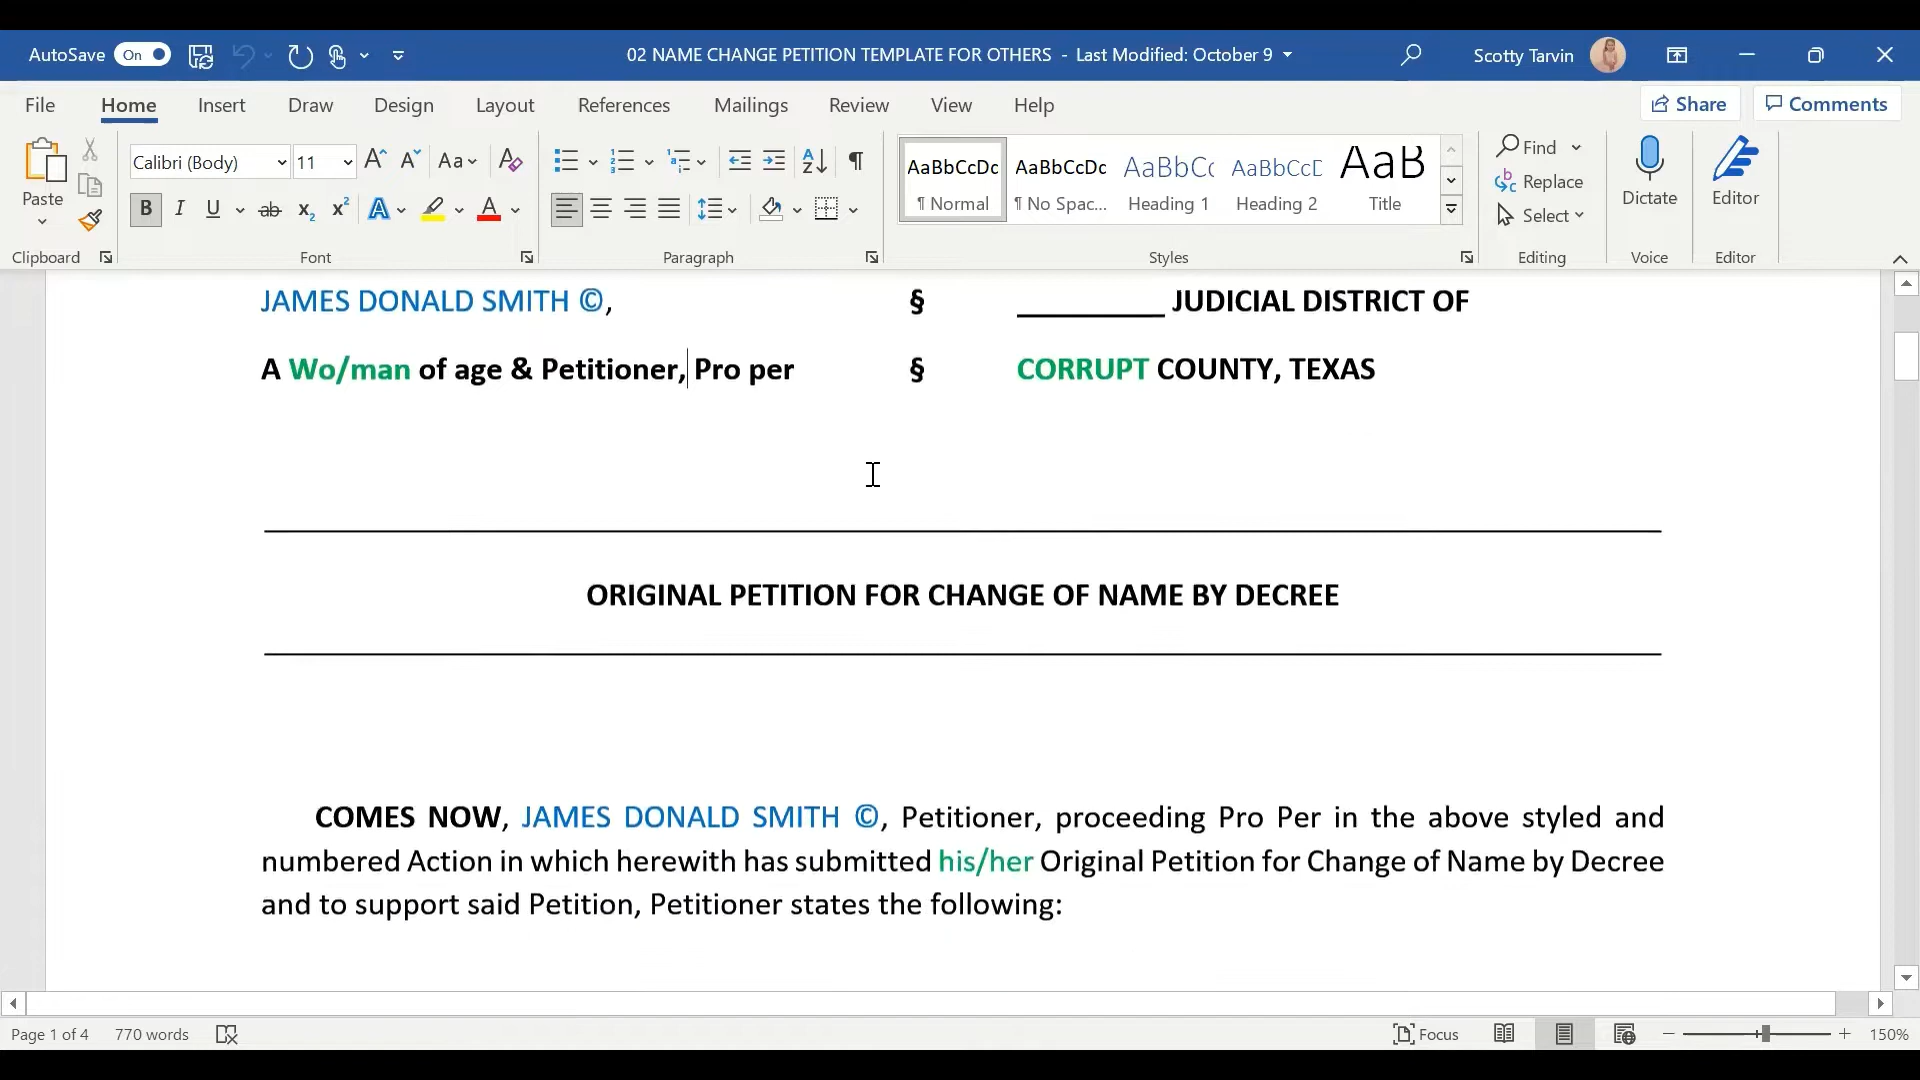 AutoSave On 02 NAME CHANGE PETITION TEMPLATE FOR OTHERS - Last Modified: October 9 Scotty Tarvin
File Home Insert Draw Design Layout References Mailings Review View Help Share Comments
Calibri (Body) 11 Aa
AaBbCcDc AaBbCcDc AaBbCc AaBbCcD AaB
Find
Paste
Replace
Dictate Editor
¶ Normal ¶ No Spac... Heading 1 Heading 2 Title
Select
Clipboard Font Paragraph Styles Editing Voice Editor
JAMES DONALD SMITH ©, § __________ JUDICIAL DISTRICT OF
A Wo/man of age & Petitioner, Pro per § CORRUPT COUNTY, TEXAS
ORIGINAL PETITION FOR CHANGE OF NAME BY DECREE
COMES NOW, JAMES DONALD SMITH ©, Petitioner, proceeding Pro Per in the above styled and
numbered Action in which herewith has submitted his/her Original Petition for Change of Name by Decree
and to support said Petition, Petitioner states the following:
Page 1 of 4 770 words Focus 150%